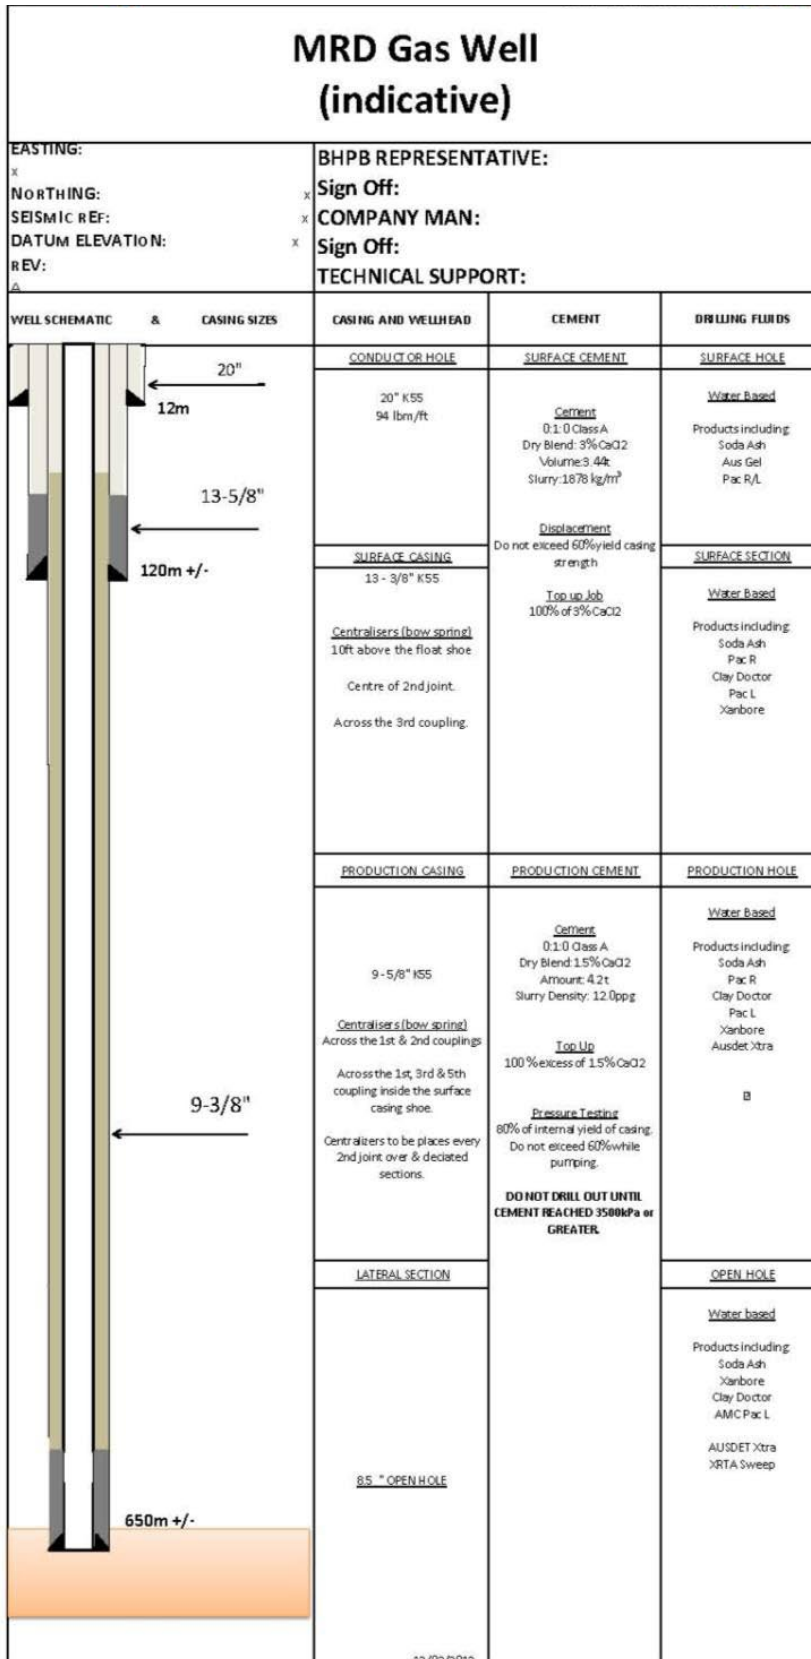 MRD Gas Well
(indicative)
EASTING:
x
NORTHING: x
SEISMIC REF: x
DATUM ELEVATION: x
REV:
A
BHPB REPRESENTATIVE:
Sign Off:
COMPANY MAN:
Sign Off:
TECHNICAL SUPPORT:
WELL SCHEMATIC & CASING SIZES
20"
12m
13-5/8"
120m +/-
9-3/8"
650m +/-
CASING AND WELLHEAD
CONDUCTOR HOLE
20" K55
94 lbm/ft
SURFACE CASING
13 - 3/8" K55
Centralisers (bow spring)
10ft above the float shoe
Centre of 2nd joint.
Across the 3rd coupling.
PRODUCTION CASING
9 -5/8" K55
Centralisers (bow spring)
Across the 1st & 2nd couplings
Across the 1st, 3rd & 5th
coupling inside the surface
casing shoe.
Centralizers to be places every
2nd joint over & deciated
sections.
LATERAL SECTION
8.5 " OPEN HOLE
CEMENT
SURFACE CEMENT
Cement
0:1:0 Class A
Dry Blend: 3% CaCl2
Volume:3.44t
Slurry:1878 kg/m³
Displacement
Do not exceed 60% yield casing
strength
Top up Job
100% of 3% CaCl2
PRODUCTION CEMENT
Cement
0:1:0 Class A
Dry Blend:1.5% CaCl2
Amount: 4.2t
Slurry Density: 12.0ppg
Top Up
100 % excess of 1.5% CaCl2
Pressure Testing
80% of internal yield of casing.
Do not exceed 60% while
pumping.
DO NOT DRILL OUT UNTIL
CEMENT REACHED 3500kPa or
GREATER.
DRILLING FLUIDS
SURFACE HOLE
Water Based
Products including:
Soda Ash
Aus Gel
Pac R/L
SURFACE SECTION
Water Based
Products including:
Soda Ash
Pac R
Clay Doctor
Pac L
Xanbore
PRODUCTION HOLE
Water Based
Products including:
Soda Ash
Pac R
Clay Doctor
Pac L
Xanbore
Ausdet Xtra
OPEN HOLE
Water based
Products including:
Soda Ash
Xanbore
Clay Doctor
AMC Pac L
AUSDET Xtra
XRTA Sweep